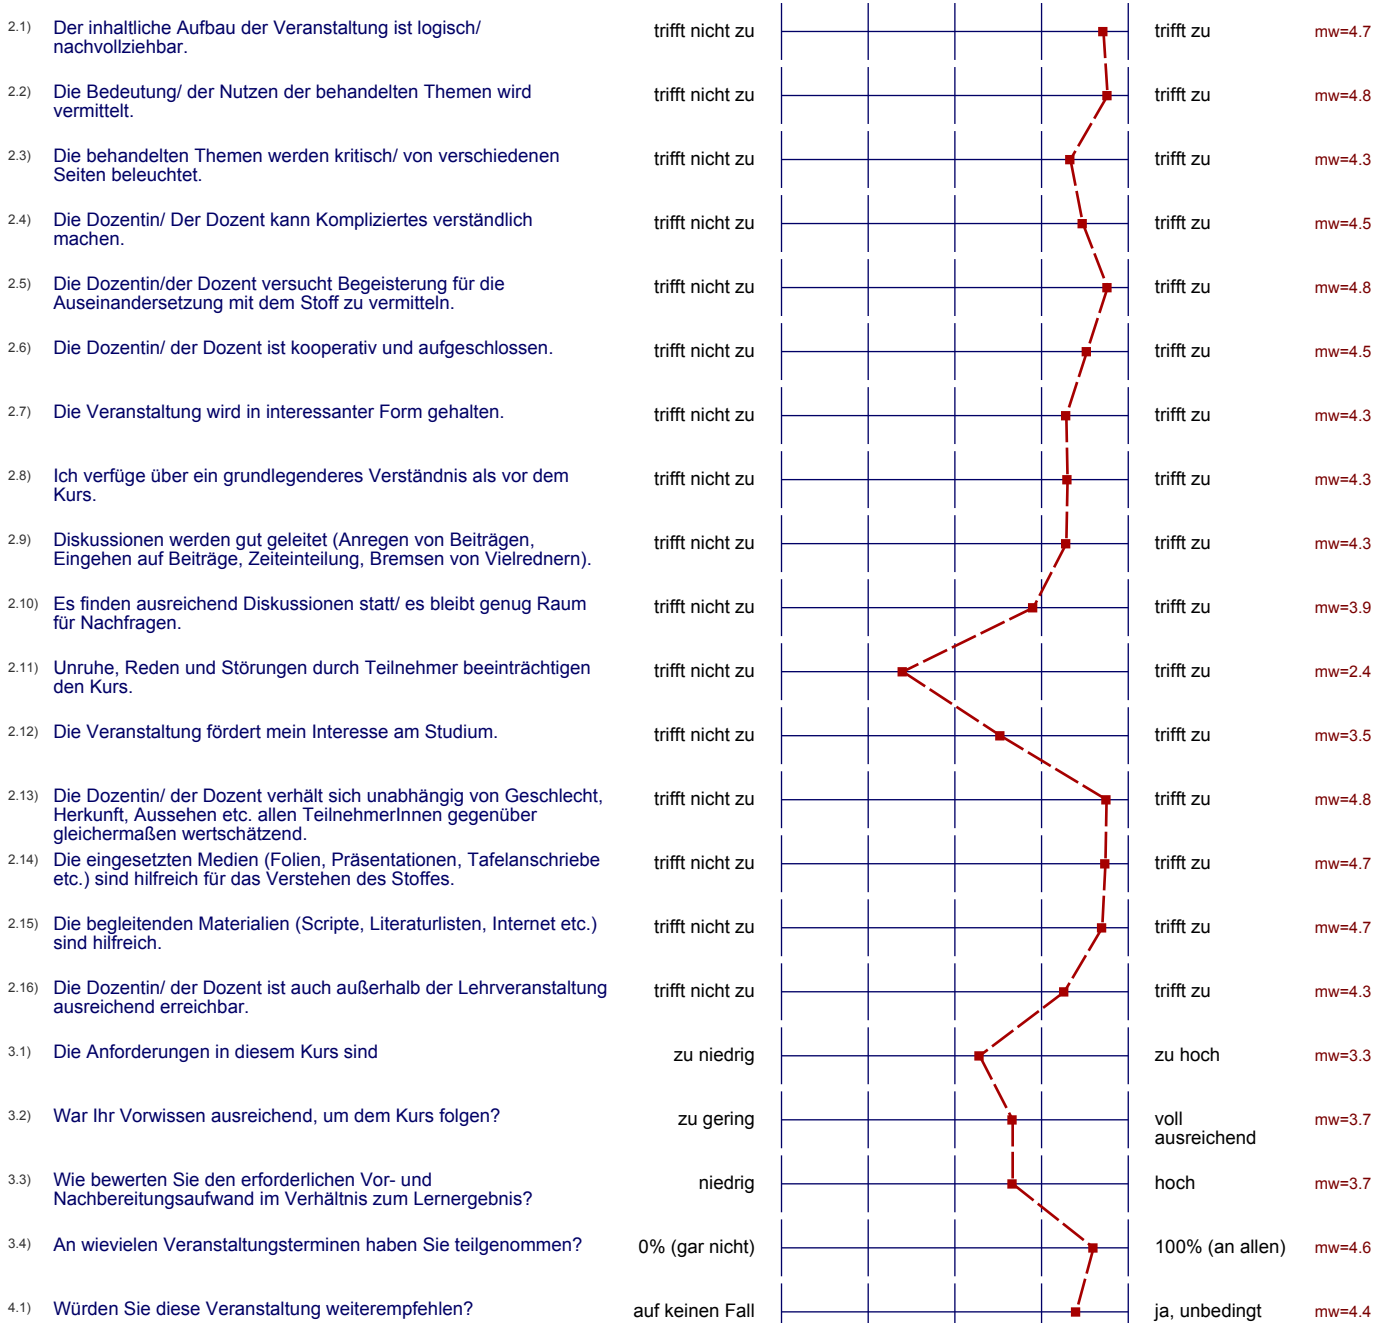 2.1) Der inhaltliche Aufbau der Veranstaltung ist logisch/ trifft nicht zu trifft zu mw=4.7
nachvollziehbar.
2.2) Die Bedeutung/ der Nutzen der behandelten Themen wird trifft nicht zu trifft zu mw=4.8
vermittelt.
2.3) Die behandelten Themen werden kritisch/ von verschiedenen trifft nicht zu trifft zu mw=4.3
Seiten beleuchtet.
2.4) Die Dozentin/ Der Dozent kann Kompliziertes verständlich trifft nicht zu trifft zu mw=4.5
machen.
2.5) Die Dozentin/der Dozent versucht Begeisterung für die trifft nicht zu trifft zu mw=4.8
Auseinandersetzung mit dem Stoff zu vermitteln.
2.6) Die Dozentin/ der Dozent ist kooperativ und aufgeschlossen. trifft nicht zu trifft zu mw=4.5
2.7) Die Veranstaltung wird in interessanter Form gehalten. trifft nicht zu trifft zu mw=4.3
2.8) Ich verfüge über ein grundlegenderes Verständnis als vor dem trifft nicht zu trifft zu mw=4.3
Kurs.
2.9) Diskussionen werden gut geleitet (Anregen von Beiträgen, trifft nicht zu trifft zu mw=4.3
Eingehen auf Beiträge, Zeiteinteilung, Bremsen von Vielrednern).
2.10) Es finden ausreichend Diskussionen statt/ es bleibt genug Raum trifft nicht zu trifft zu mw=3.9
für Nachfragen.
2.11) Unruhe, Reden und Störungen durch Teilnehmer beeinträchtigen trifft nicht zu trifft zu mw=2.4
den Kurs.
2.12) Die Veranstaltung fördert mein Interesse am Studium. trifft nicht zu trifft zu mw=3.5
2.13) Die Dozentin/ der Dozent verhält sich unabhängig von Geschlecht, trifft nicht zu trifft zu mw=4.8
Herkunft, Aussehen etc. allen TeilnehmerInnen gegenüber
gleichermaßen wertschätzend.
2.14) Die eingesetzten Medien (Folien, Präsentationen, Tafelanschriebe trifft nicht zu trifft zu mw=4.7
etc.) sind hilfreich für das Verstehen des Stoffes.
2.15) Die begleitenden Materialien (Scripte, Literaturlisten, Internet etc.) trifft nicht zu trifft zu mw=4.7
sind hilfreich.
2.16) Die Dozentin/ der Dozent ist auch außerhalb der Lehrveranstaltung trifft nicht zu trifft zu mw=4.3
ausreichend erreichbar.
3.1) Die Anforderungen in diesem Kurs sind zu niedrig zu hoch mw=3.3
3.2) War Ihr Vorwissen ausreichend, um dem Kurs folgen? zu gering voll mw=3.7
ausreichend
3.3) Wie bewerten Sie den erforderlichen Vor- und niedrig hoch mw=3.7
Nachbereitungsaufwand im Verhältnis zum Lernergebnis?
3.4) An wievielen Veranstaltungsterminen haben Sie teilgenommen? 0% (gar nicht) 100% (an allen) mw=4.6
4.1) Würden Sie diese Veranstaltung weiterempfehlen? auf keinen Fall ja, unbedingt mw=4.4